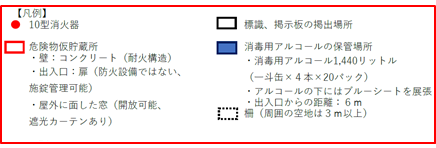 【凡例】
10型消火器
危険物仮貯蔵所
・壁：コンクリート（耐火構造）
・出入口：扉（防火設備ではない、
施錠管理可能）
・屋外に面した窓（開放可能、
遮光カーテンあり）
標識、掲示板の掲出場所
消毒用アルコールの保管場所
・消毒用アルコール1,440リットル
（一斗缶×４本×20パック）
・アルコールの下にはブルーシートを展張
・出入口からの距離：６ｍ
柵（周囲の空地は３ｍ以上）